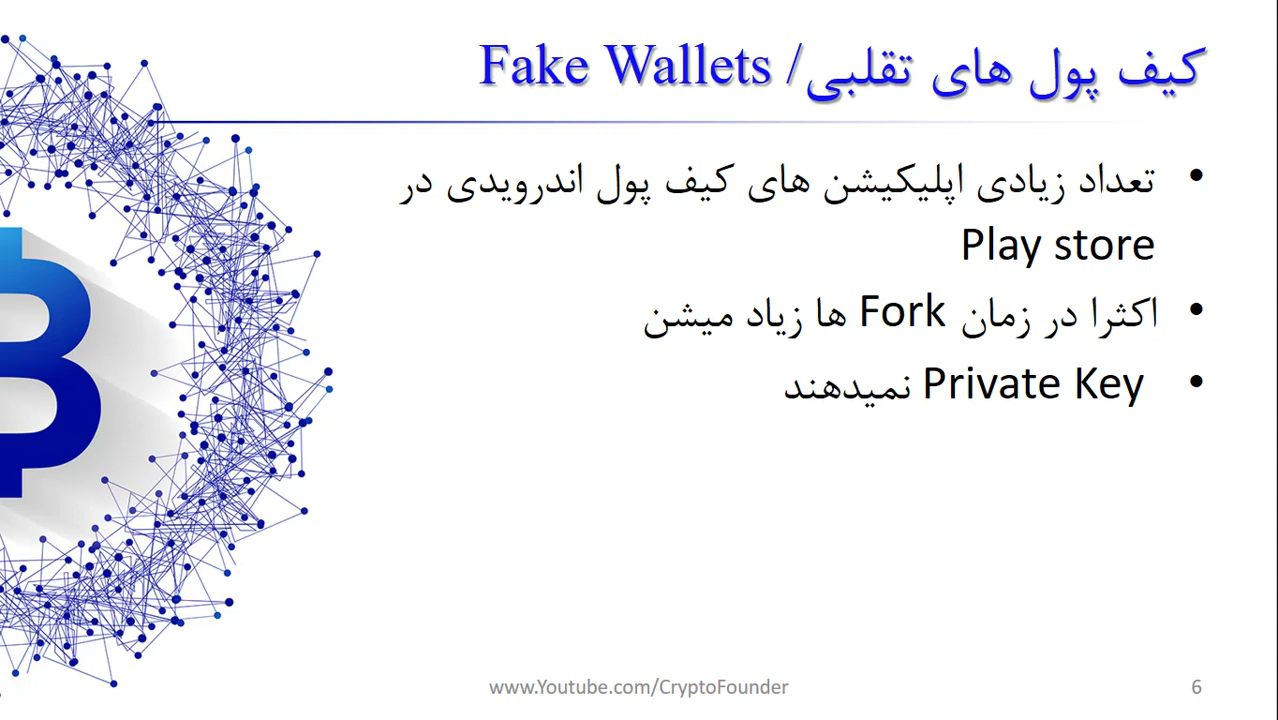 کیف پول های تقلبی/ Fake Wallets
• تعداد زیادی اپلیکیشن های کیف پول اندرویدی در
Play store
• اکثرا در زمان Fork ها زیاد میشن
• Private Key نمیدهند
www.Youtube.com/CryptoFounder
6